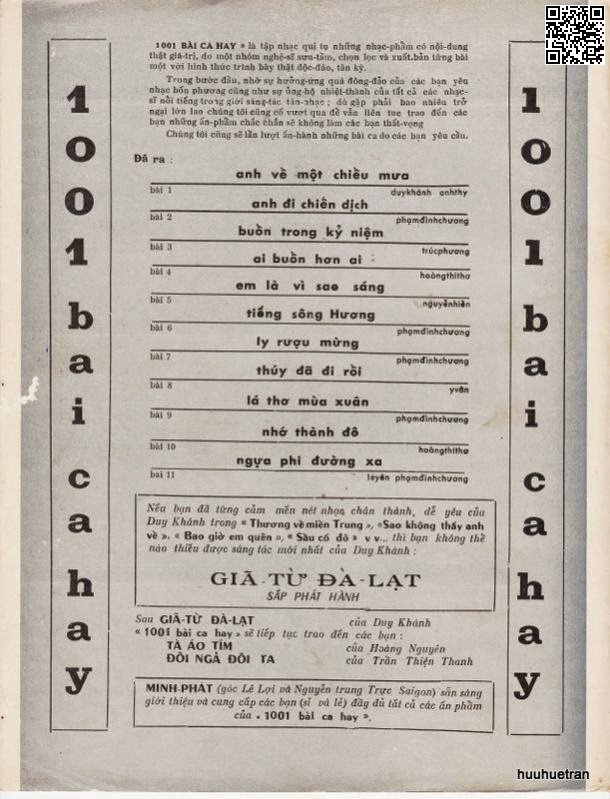 1001 bai ca hay
1001 BÀI CA HAY » là tập nhạc qui tụ những nhạc-phẩm có nội-dung
thật giá-trị, do một nhóm nghệ-sĩ sưu-tầm, chọn lọc và xuất.bản từng bài
một với hình thức trình bày thật độc-đáo, tân kỳ.
Trong bước đầu, nhờ sự hưởng-ứng quá đông-đảo của các bạn yêu
nhạc bốn phương cũng như sự ủng-hộ nhiệt-thành của tất cả các nhạc-
sĩ nổi tiếng trong giới sáng-tác tân-nhạc ; dù gặp phải bao nhiêu trở
ngại lớn lao chúng tôi cũng cố vượt qua để vẫn liên tục trao đến các
bạn những ấn-phẩm chắc chắn sẽ không làm các bạn thất-vọng
Chúng tôi cũng sẽ lần lượt ấn-hành những bài ca do các bạn yêu cầu.
Đã ra :
anh về một chiều mưa
bài 1 duykhánh anhthy
anh đi chiến dịch
bài 2 phạmđìnhchương
buồn trong kỷ niệm
bài 3 trúcphương
ai buồn hơn ai
bài 4 hoàngthithơ
em là vì sao sáng
bài 5 nguyễnhiền
tiếng sông Hương
bài 6 phạmđìnhchương
ly rượu mừng
bài 7 phạmđìnhchương
thúy đã đi rồi
bài 8 yvân
lá thơ mùa xuân
bài 9 phạmđìnhchương
nhớ thành đô
bài 10 hoàngthithơ
ngựa phi đường xa
bài 11 lêyên phạmđìnhchương
Nếu bạn đã từng cảm mến nét nhạc chân thành, dễ yêu của
Duy Khánh trong « Thương về miền Trung », «Sao không thấy anh
về ». « Bao giờ em quên », « Sầu cố đô » v v... thì bạn không thể
nào thiếu được sáng tác mới nhất của Duy Khánh :
GIÃ-TỪ ĐÀ-LẠT
SẮP PHÁT HÀNH
Sau GIÃ-TỪ ĐÀ-LẠT của Duy Khánh
« 1001 bài ca hay » sẽ tiếp tục trao đến các bạn :
TÀ ÁO TÍM của Hoàng Nguyên
ĐÔI NGẢ ĐÔI TA của Trần Thiện Thanh
MINH-PHÁT (góc Lê Lợi và Nguyễn trung Trực Saigon) sẵn sàng
giới thiệu và cung cấp các bạn (sỉ và lẻ) đầy đủ tất cả các ấn phẩm
của « 1001 bài ca hay ».
1001 bai ca hay
huuhuetran